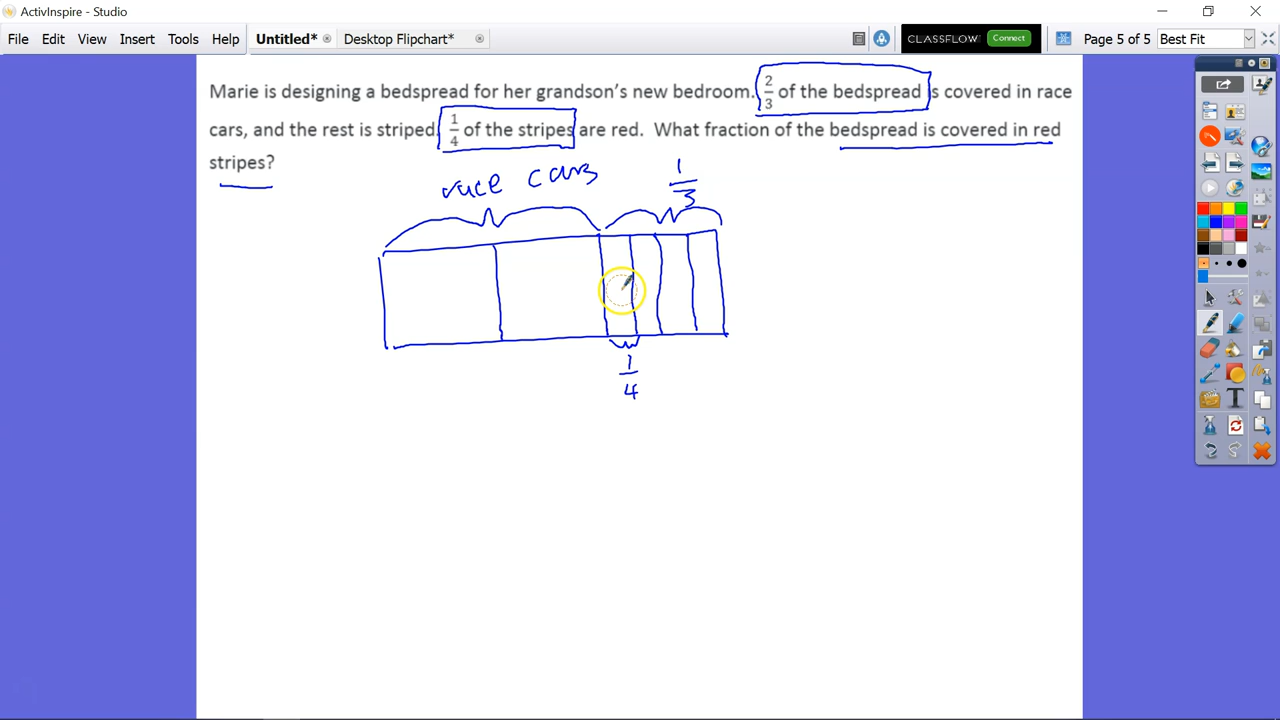 ActivInspire - Studio
File Edit View Insert Tools Help Untitled* Desktop Flipchart* CLASSFLOW Connect Page 5 of 5 Best Fit
Marie is designing a bedspread for her grandson's new bedroom. 2/3 of the bedspread is covered in race
cars, and the rest is striped. 1/4 of the stripes are red. What fraction of the bedspread is covered in red
stripes?
race cars 1/3
1/4